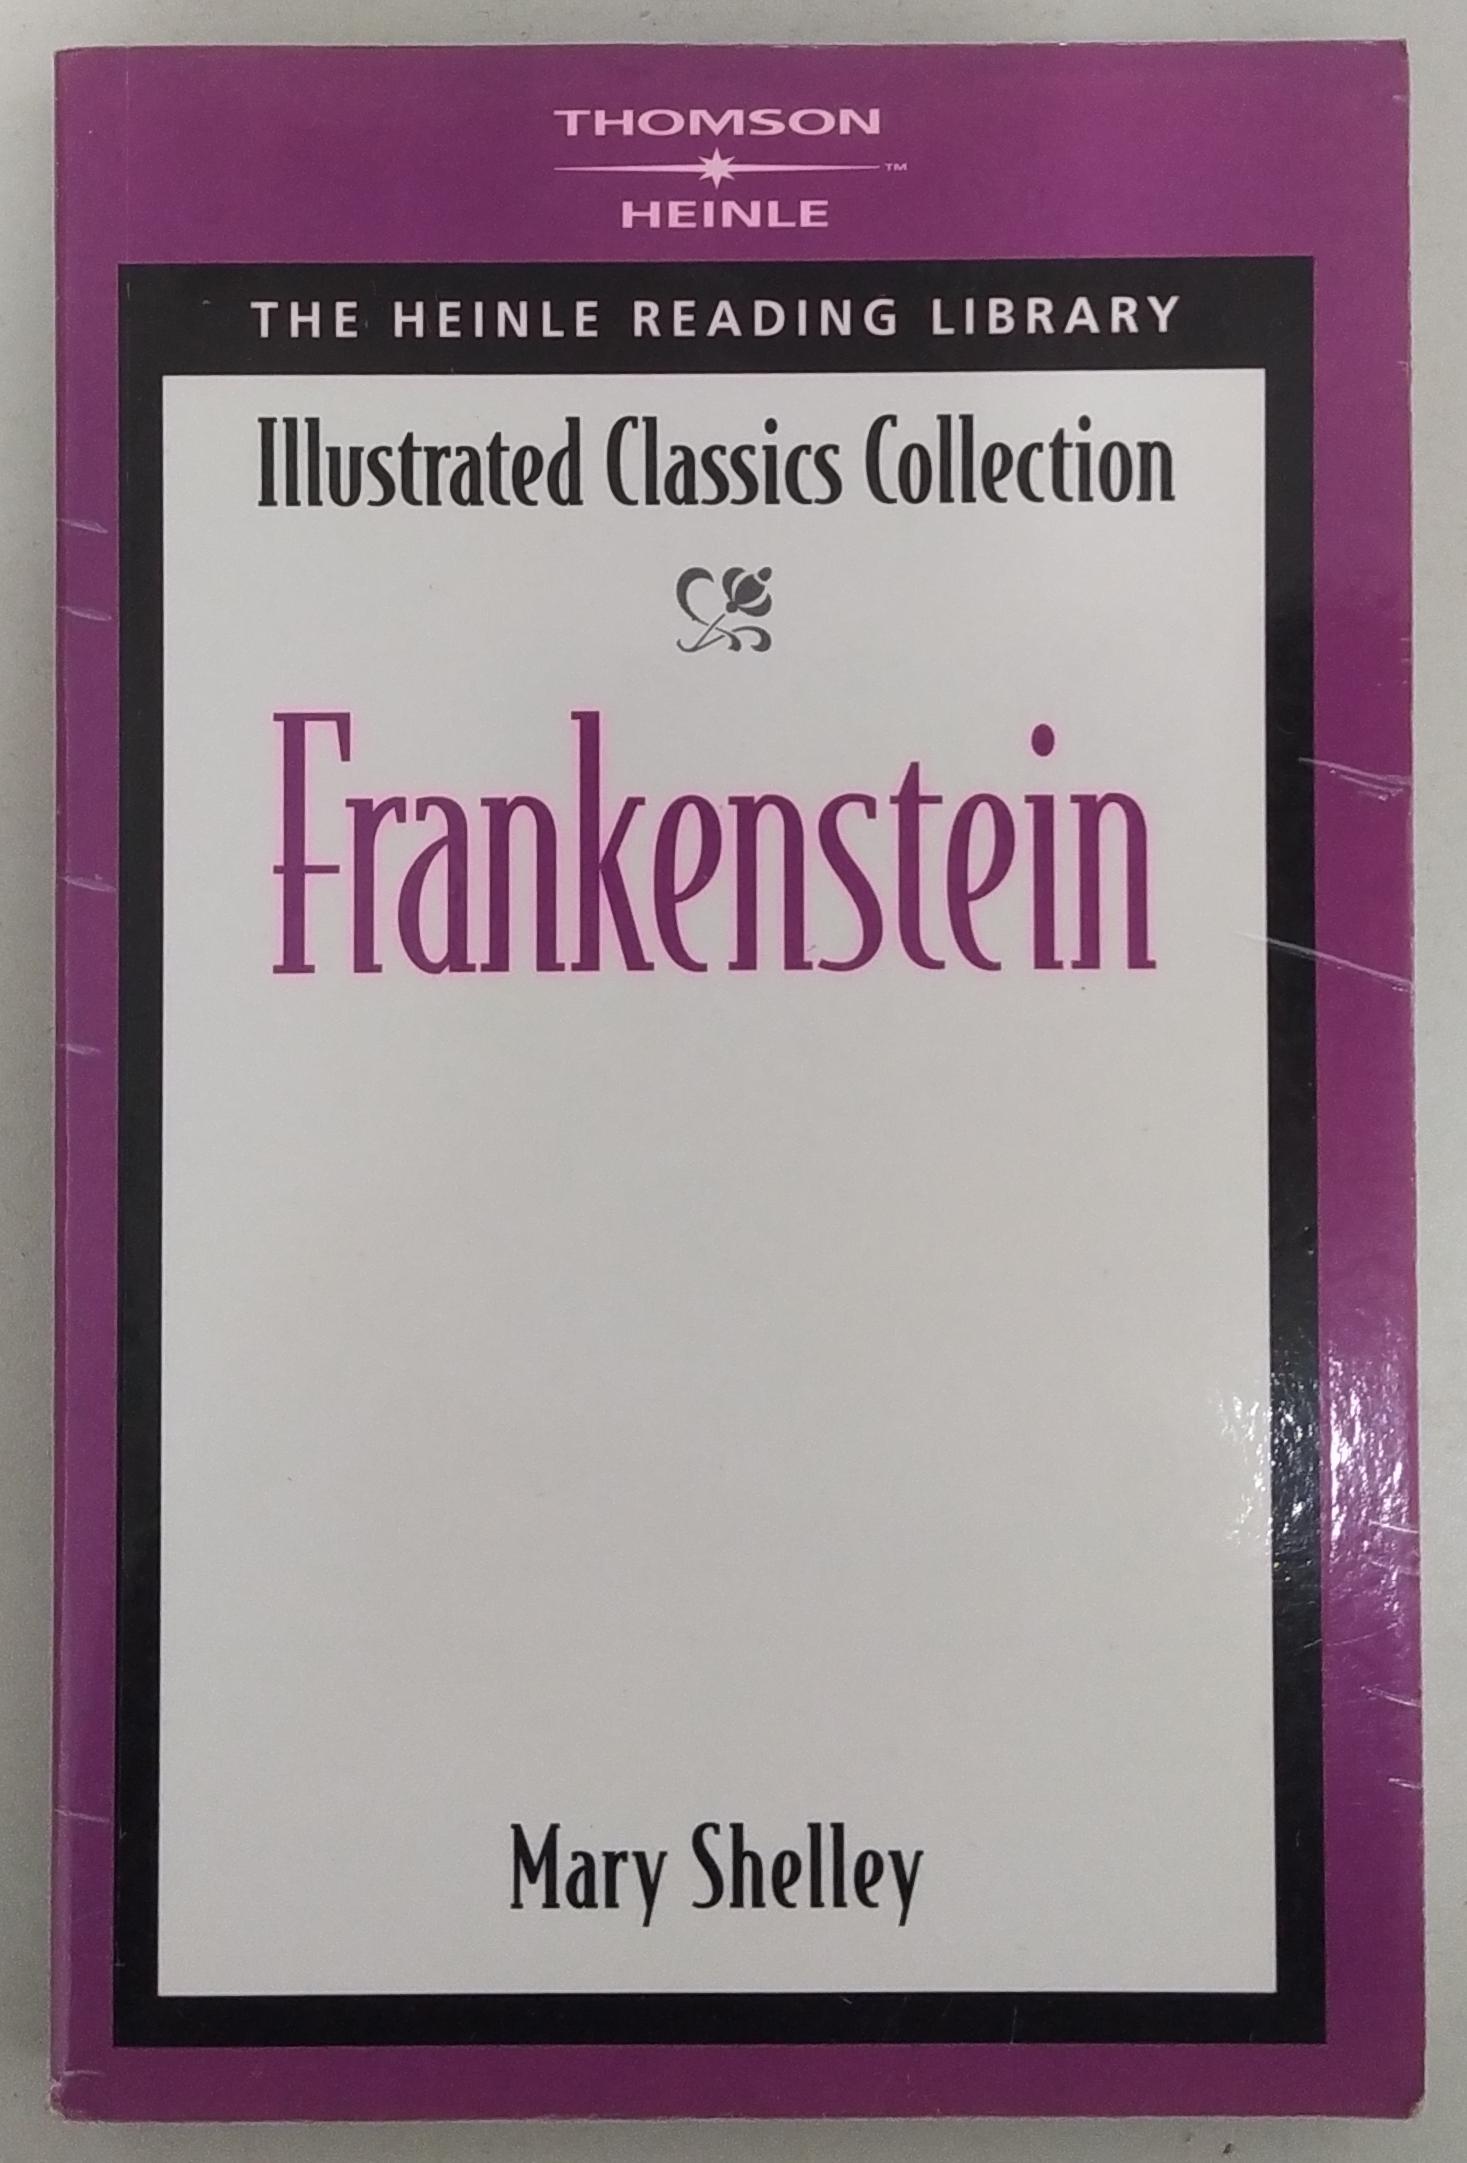 THOMSON
™
HEINLE
THE HEINLE READING LIBRARY
Illustrated Classics Collection
Frankenstein
Mary Shelley